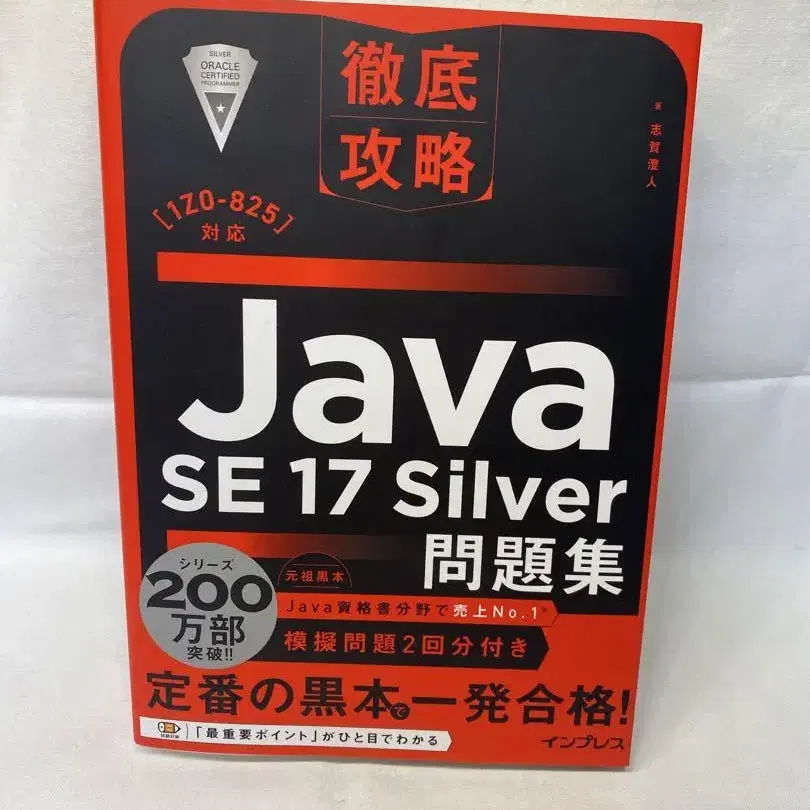 SILVER
ORACLE
CERTIFIED
PROGRAMMER
徹底
攻略
著 志賀澄人
[1Z0-825]
対応
Java
SE 17 Silver
問題集
シリーズ
200
万部
突破!!
元祖黒本
Java資格書分野で売上No.1※
模擬問題2回分付き
定番の黒本で一発合格!
試験対策
「最重要ポイント」がひと目でわかる
インプレス